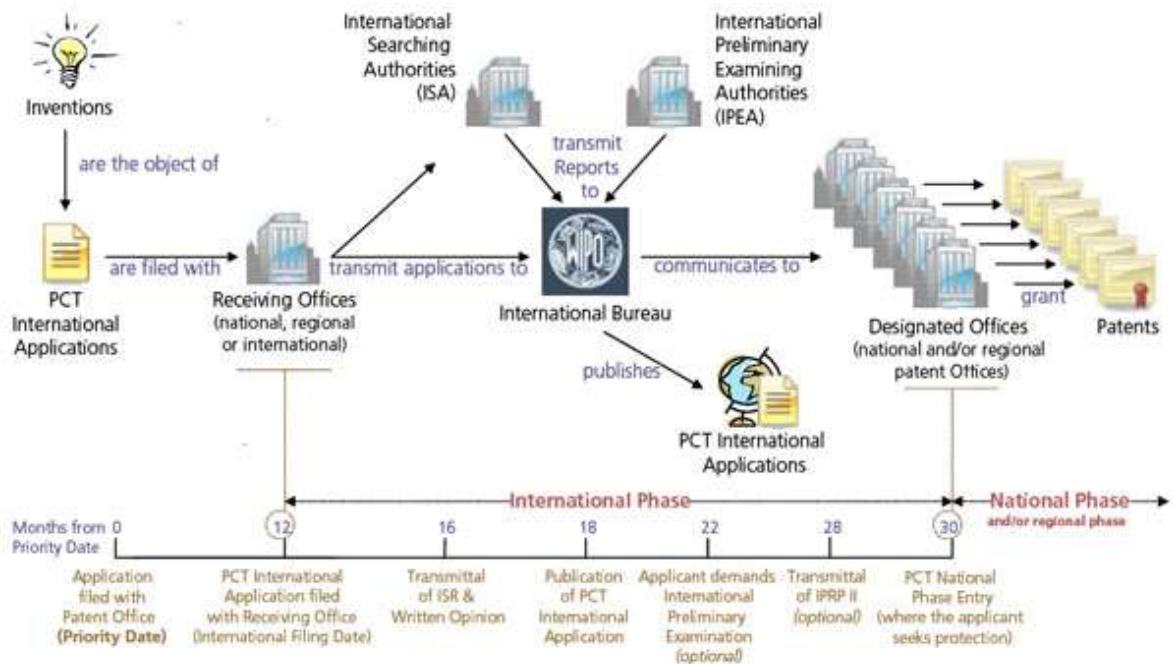 Inventions
are the object of
PCT
International
Applications
are filed with
Receiving Offices
(national, regional
or international)
transmit applications to
International
Searching
Authorities
(ISA)
International
Preliminary
Examining
Authorities
(IPEA)
transmit
Reports
to
WIPO
International Bureau
publishes
PCT International
Applications
communicates to
Designated Offices
(national and/or regional
patent Offices)
grant
Patents
International Phase
National Phase
and/or regional phase
Months from
Priority Date
0
12
16
18
22
28
30
Application
filed with
Patent Office
(Priority Date)
PCT International
Application filed
with Receiving Office
(International Filing Date)
Transmittal
of ISR &
Written Opinion
Publication
of PCT
International
Application
Applicant demands
International
Preliminary
Examination
(optional)
Transmittal
of IPRP II
(optional)
PCT National
Phase Entry
(where the applicant
seeks protection)